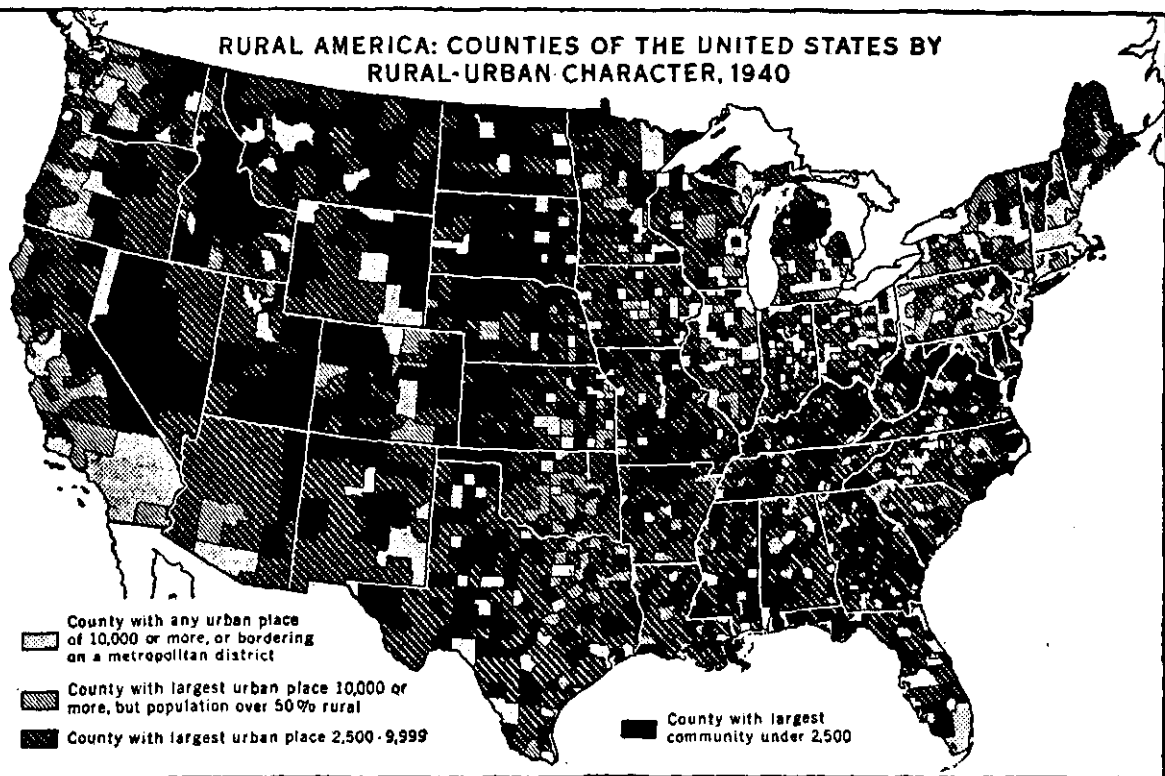 RURAL AMERICA: COUNTIES OF THE UNITED STATES BY
RURAL-URBAN CHARACTER, 1940
County with any urban place
of 10,000 or more, or bordering
on a metropolitan district
County with largest urban place 10,000 or
more, but population over 50% rural
County with largest urban place 2,500-9,999
County with largest
community under 2,500